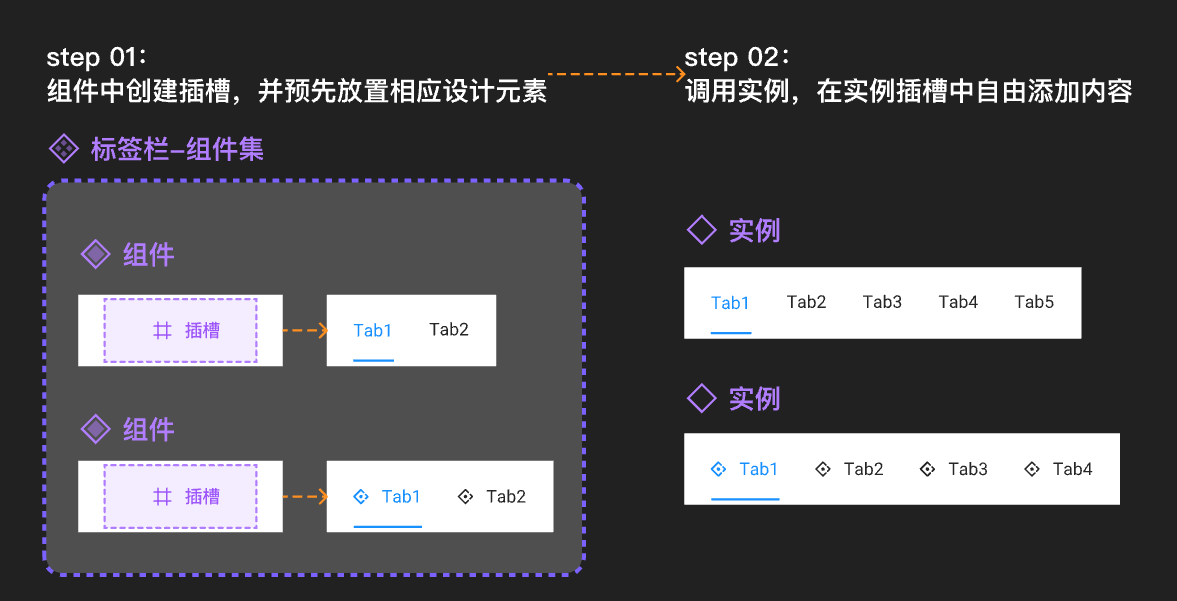 step 01：
组件中创建插槽，并预先放置相应设计元素
标签栏-组件集
组件
插槽
Tab1 Tab2
组件
插槽
Tab1 Tab2
step 02：
调用实例，在实例插槽中自由添加内容
实例
Tab1 Tab2 Tab3 Tab4 Tab5
实例
Tab1 Tab2 Tab3 Tab4